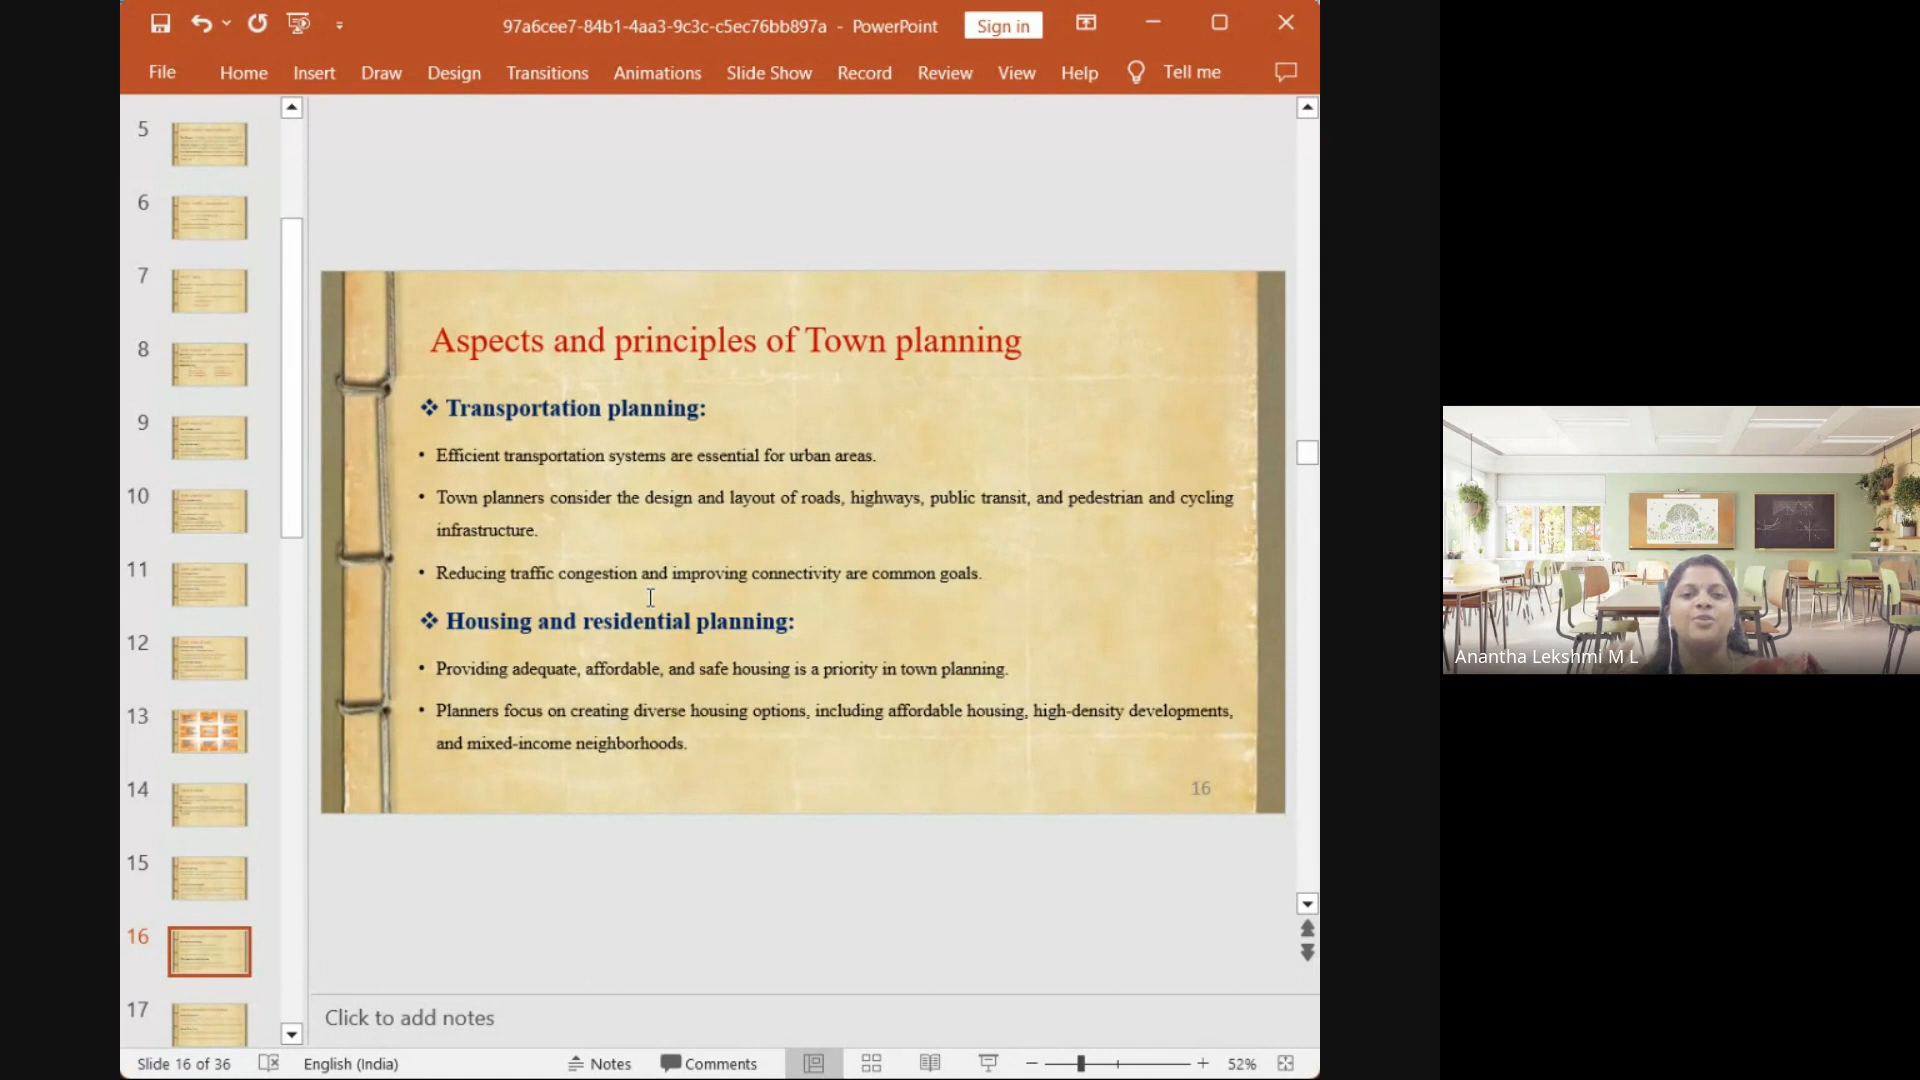 97a6cee7-84b1-4aa3-9c3c-c5ec76bb897a - PowerPoint
Sign in
File Home Insert Draw Design Transitions Animations Slide Show Record Review View Help Tell me
5
6
7
8
9
10
11
12
13
14
15
16
17
Aspects and principles of Town planning
❖ Transportation planning:
• Efficient transportation systems are essential for urban areas.
• Town planners consider the design and layout of roads, highways, public transit, and pedestrian and cycling
infrastructure.
• Reducing traffic congestion and improving connectivity are common goals.
❖ Housing and residential planning:
• Providing adequate, affordable, and safe housing is a priority in town planning.
• Planners focus on creating diverse housing options, including affordable housing, high-density developments,
and mixed-income neighborhoods.
16
Click to add notes
Slide 16 of 36 English (India) Notes Comments 52%
Anantha Lekshmi M L